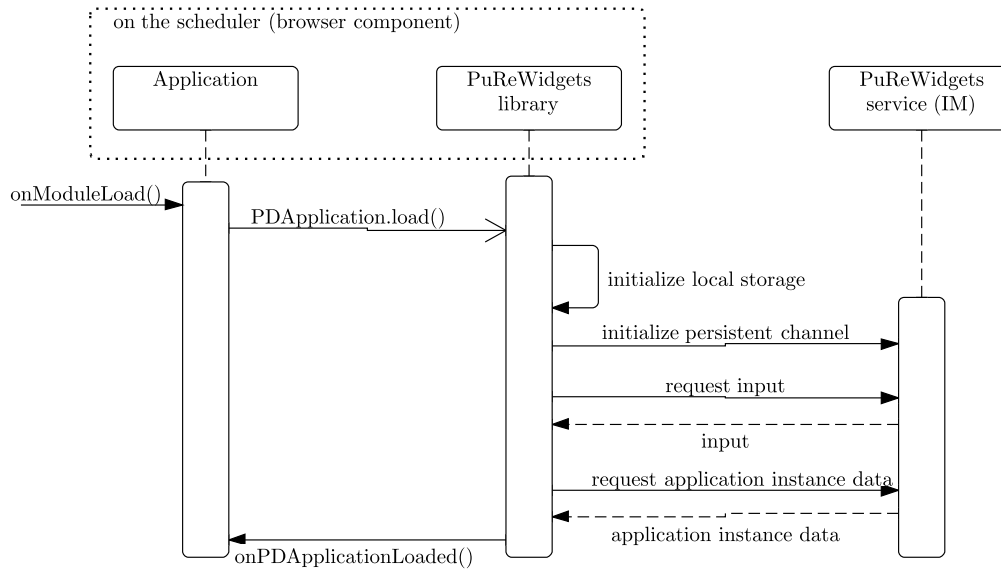 on the scheduler (browser component)
Application
PuReWidgets
library
PuReWidgets
service (IM)
onModuleLoad()
PDApplication.load()
initialize local storage
initialize persistent channel
request input
input
request application instance data
application instance data
onPDApplicationLoaded()